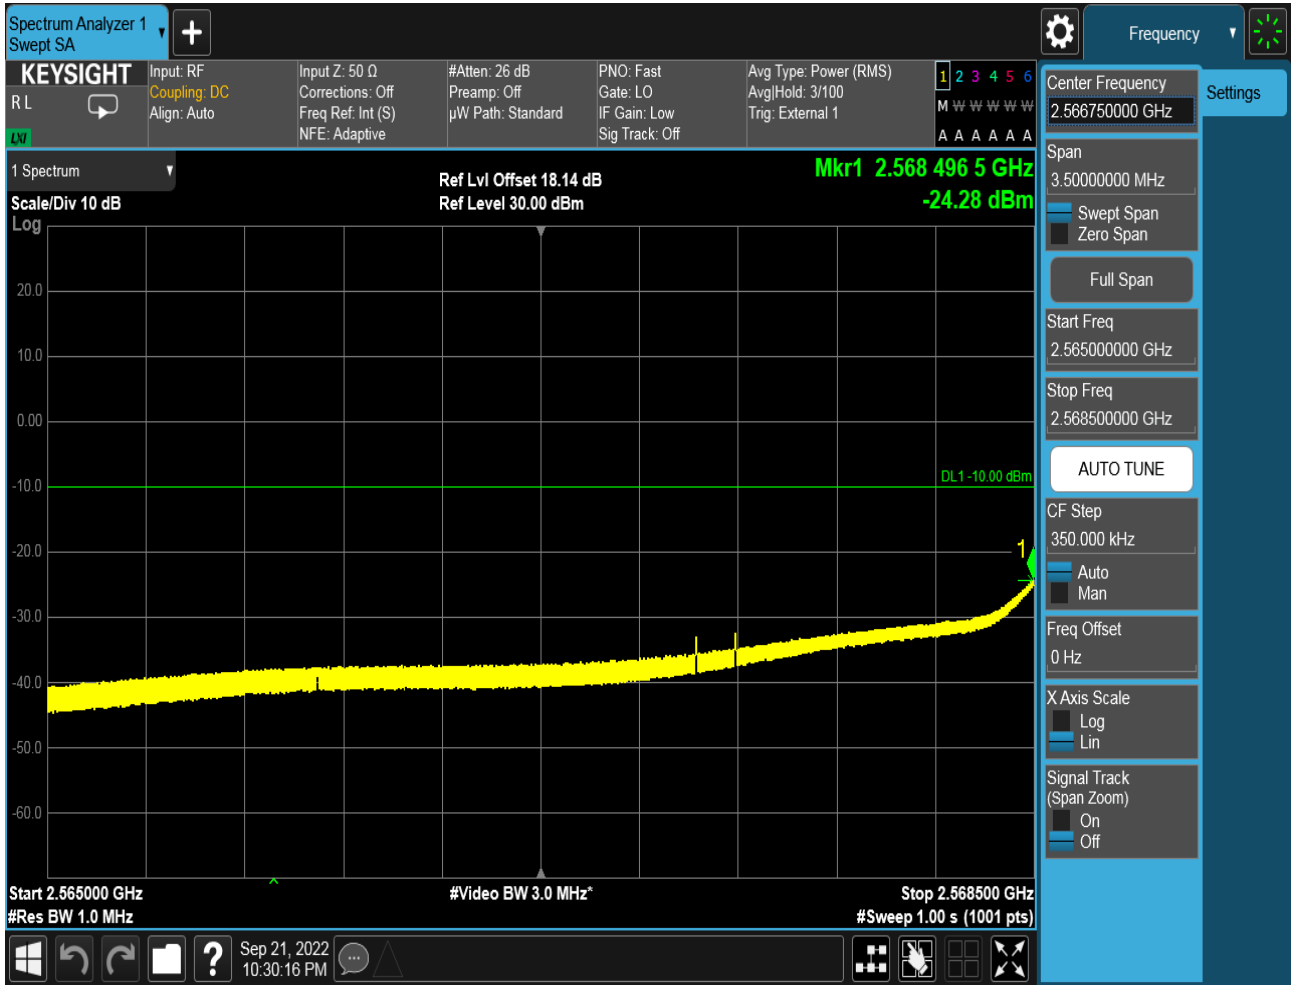 Spectrum Analyzer 1
Swept SA
Frequency
KEYSIGHT
R L
LXI
Input: RF
Coupling: DC
Align: Auto
Input Z: 50 Ω
Corrections: Off
Freq Ref: Int (S)
NFE: Adaptive
#Atten: 26 dB
Preamp: Off
µW Path: Standard
PNO: Fast
Gate: LO
IF Gain: Low
Sig Track: Off
Avg Type: Power (RMS)
Avg|Hold: 3/100
Trig: External 1
1 2 3 4 5 6
M W W W W W
A A A A A A
1 Spectrum
Scale/Div 10 dB
Log
Ref Lvl Offset 18.14 dB
Ref Level 30.00 dBm
Mkr1 2.568 496 5 GHz
-24.28 dBm
20.0
10.0
0.00
-10.0
-20.0
-30.0
-40.0
-50.0
-60.0
DL1 -10.00 dBm
1
Start 2.565000 GHz
#Res BW 1.0 MHz
#Video BW 3.0 MHz*
Stop 2.568500 GHz
#Sweep 1.00 s (1001 pts)
Sep 21, 2022
10:30:16 PM
Center Frequency
2.566750000 GHz
Settings
Span
3.50000000 MHz
Swept Span
Zero Span
Full Span
Start Freq
2.565000000 GHz
Stop Freq
2.568500000 GHz
AUTO TUNE
CF Step
350.000 kHz
Auto
Man
Freq Offset
0 Hz
X Axis Scale
Log
Lin
Signal Track
(Span Zoom)
On
Off